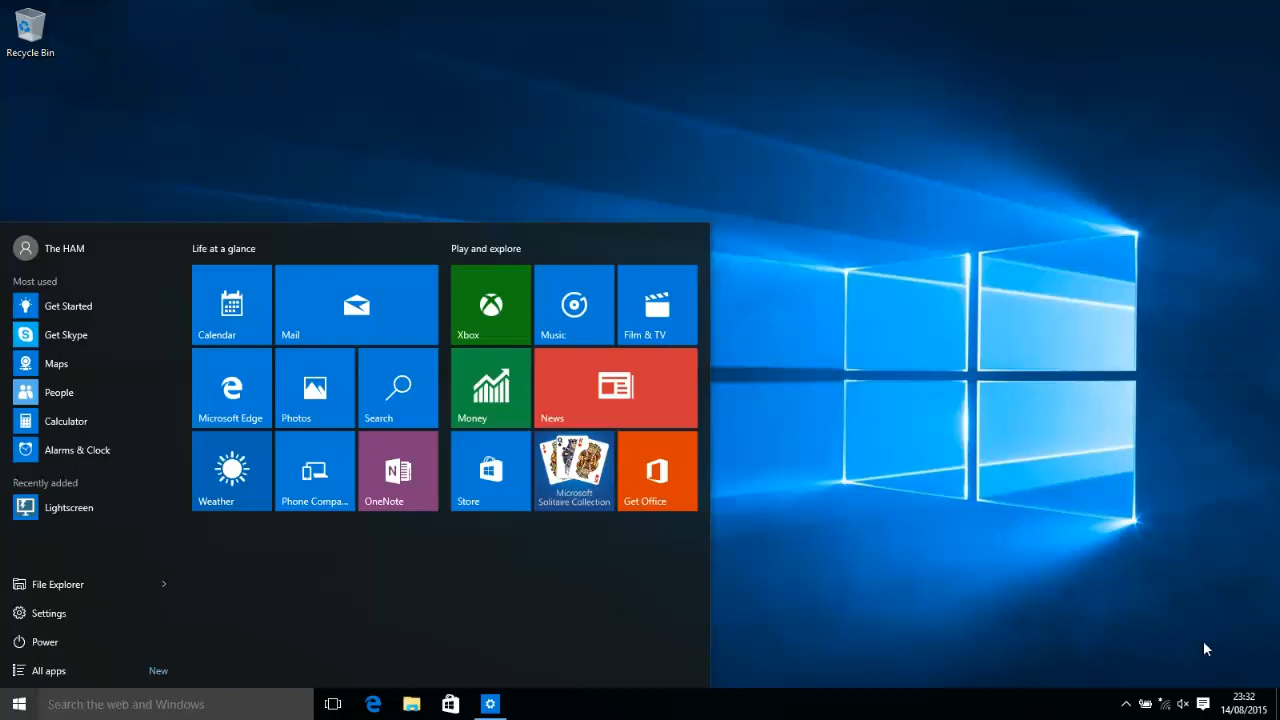 Recycle Bin
The HAM
Most used
Get Started
Get Skype
Maps
People
Calculator
Alarms & Clock
Recently added
Lightscreen
File Explorer
Settings
Power
All apps New
Life at a glance
Calendar
Mail
Microsoft Edge
Photos
Search
Weather
Phone Compa...
OneNote
Play and explore
Xbox
Music
Film & TV
Money
News
Store
Microsoft
Solitaire Collection
Get Office
Search the web and Windows
23:32
14/08/2015